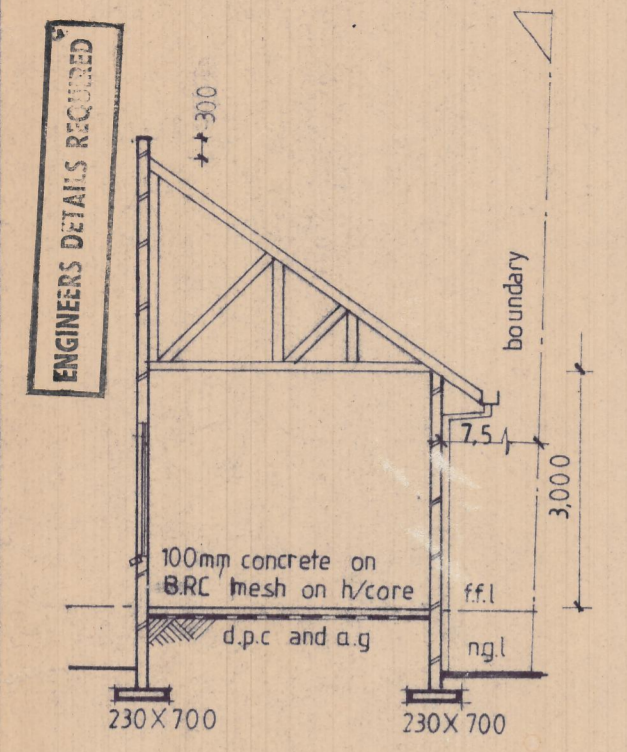 ENGINEERS DETAILS REQUIRED
300
boundary
7,5
3,000
100mm concrete on
B.R.C mesh on h/core
f.f.l
d.p.c and a.g
n.g.l
230X700
230X700